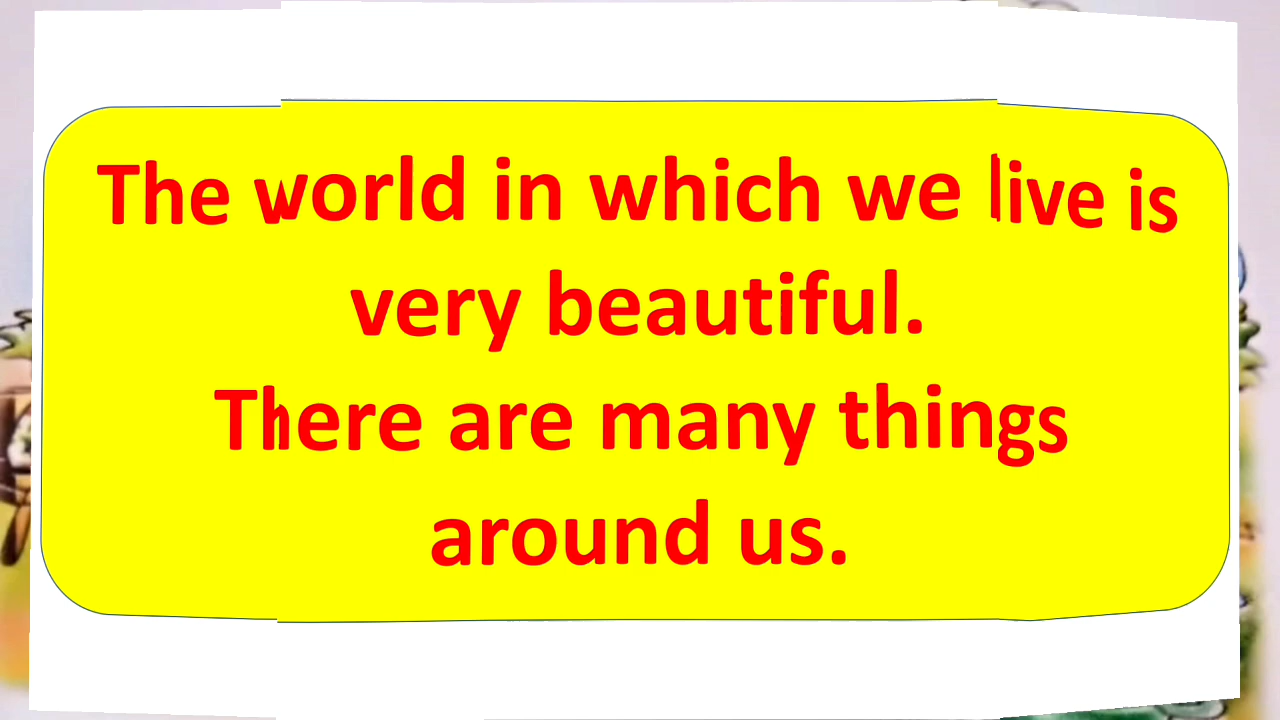 The world in which we live is
very beautiful.
There are many things
around us.